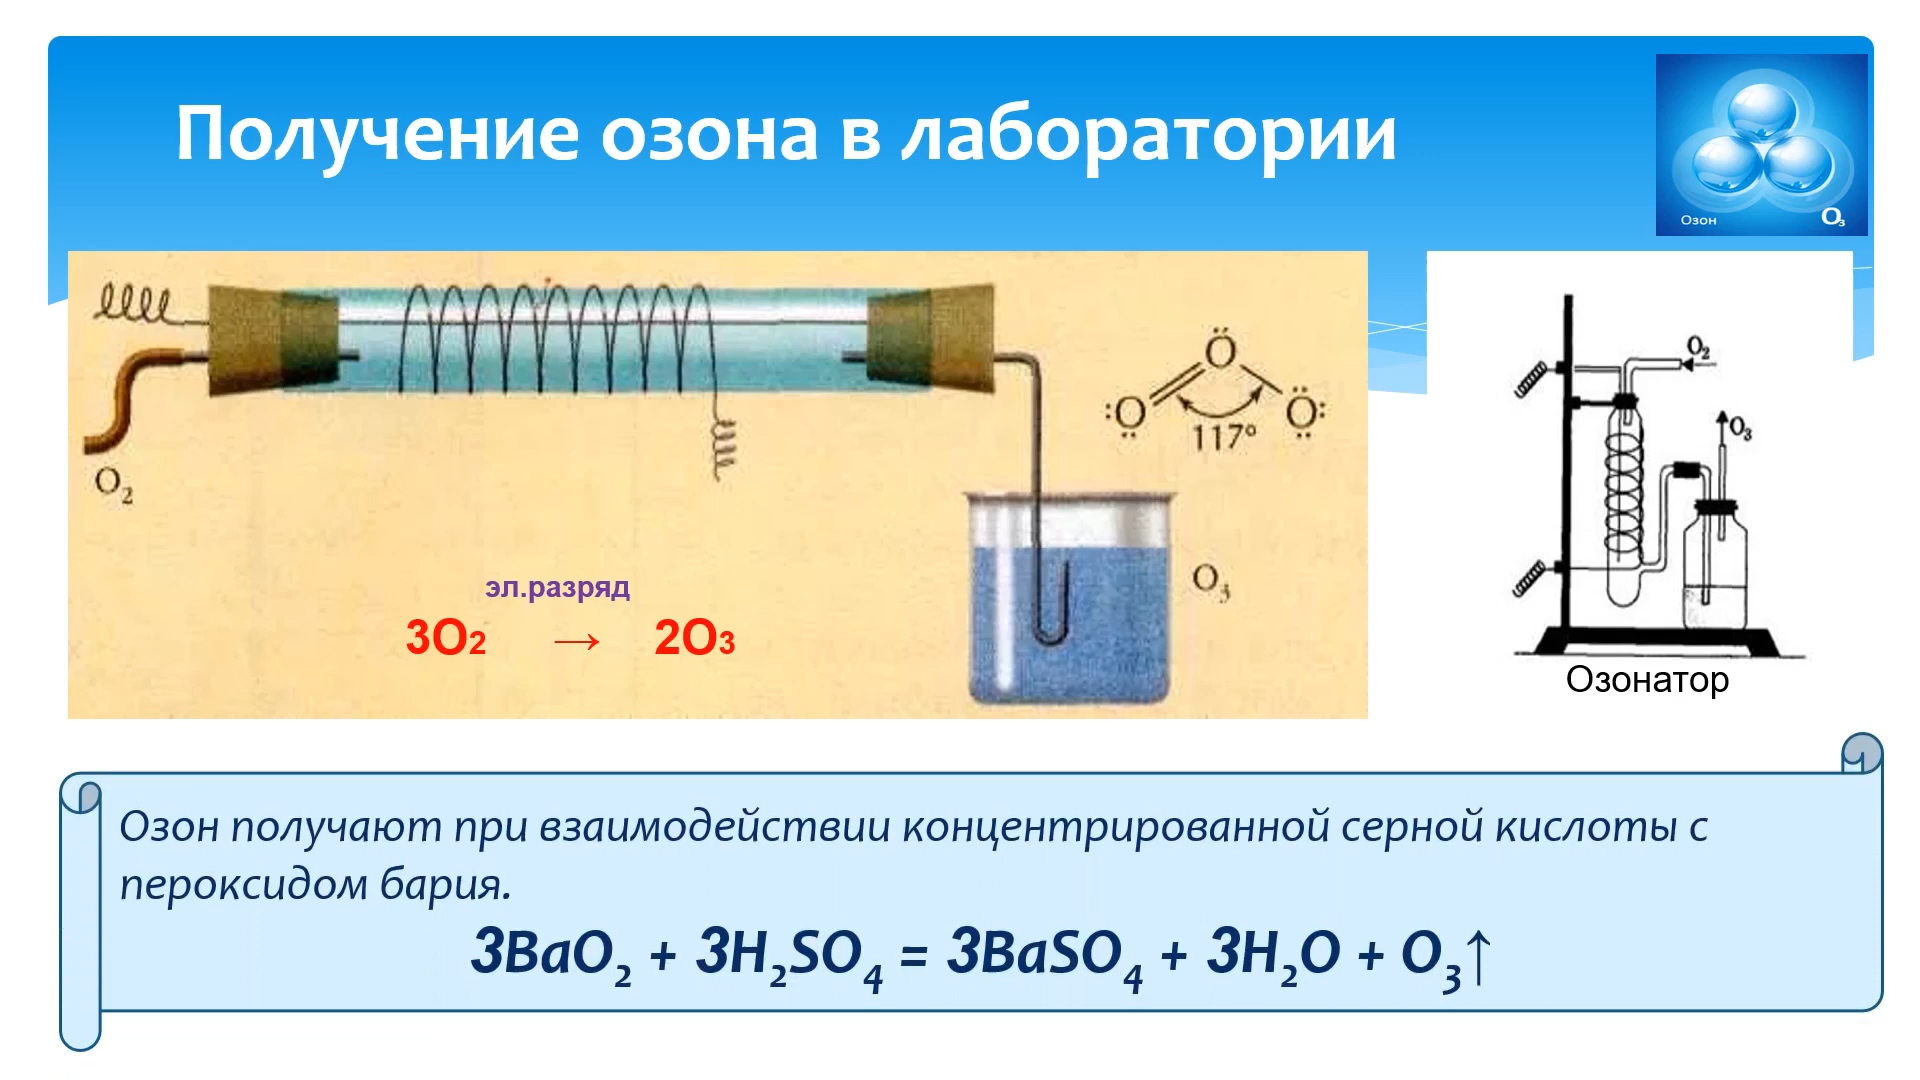 Получение озона в лаборатории
Озон
O₃
O₂
:Ö
Ö
Ö:
117°
O₃
эл.разряд
3O₂ → 2O₃
O₂
O₃
Озонатор
Озон получают при взаимодействии концентрированной серной кислоты с
пероксидом бария.
3BaO₂ + 3H₂SO₄ = 3BaSO₄ + 3H₂O + O₃↑